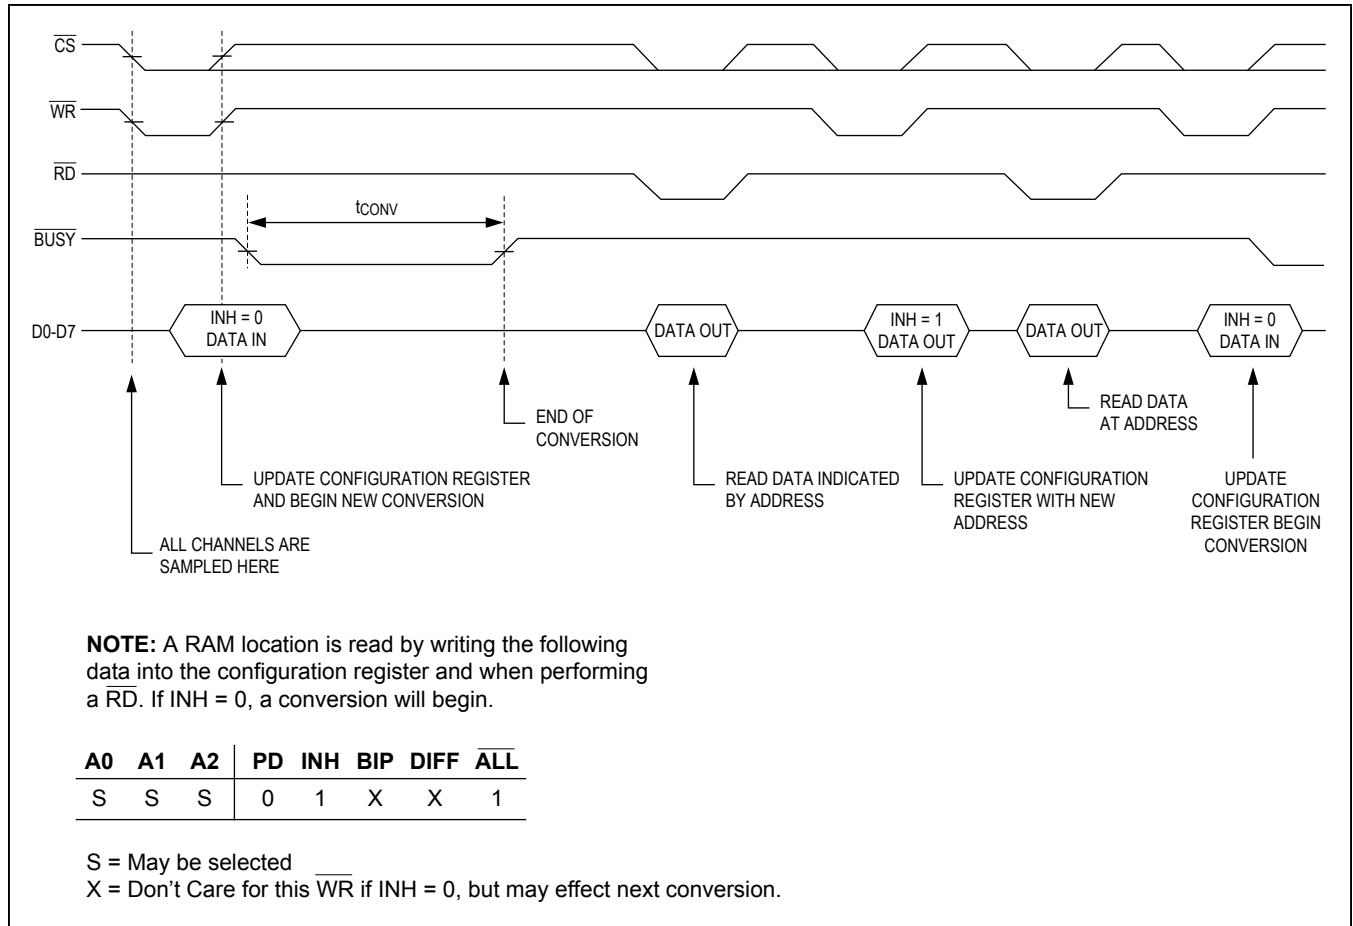 CS
WR
RD
tCONV
BUSY
D0-D7
INH = 0
DATA IN
DATA OUT
INH = 1
DATA OUT
DATA OUT
INH = 0
DATA IN
END OF
CONVERSION
READ DATA
AT ADDRESS
UPDATE CONFIGURATION REGISTER
AND BEGIN NEW CONVERSION
READ DATA INDICATED
BY ADDRESS
UPDATE CONFIGURATION
REGISTER WITH NEW
ADDRESS
UPDATE
CONFIGURATION
REGISTER BEGIN
CONVERSION
ALL CHANNELS ARE
SAMPLED HERE
NOTE: A RAM location is read by writing the following
data into the configuration register and when performing
a RD. If INH = 0, a conversion will begin.
A0 A1 A2 PD INH BIP DIFF ALL
S S S 0 1 X X 1
S = May be selected
X = Don't Care for this WR if INH = 0, but may effect next conversion.